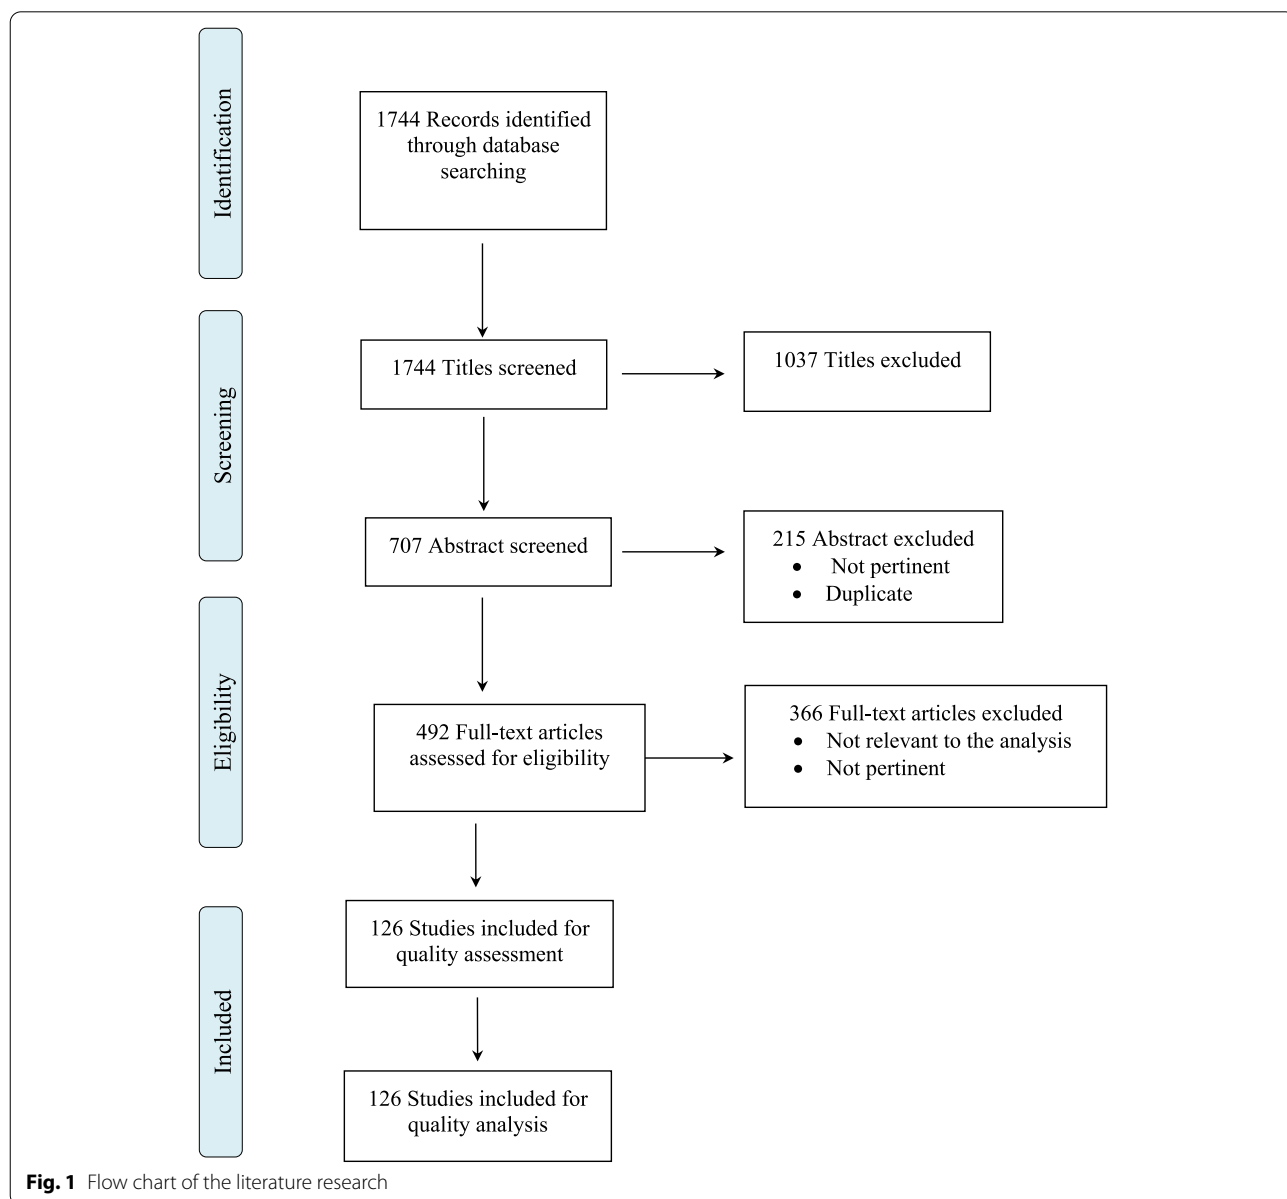 Identification
1744 Records identified
through database
searching
Screening
1744 Titles screened
1037 Titles excluded
707 Abstract screened
215 Abstract excluded
• Not pertinent
• Duplicate
Eligibility
492 Full-text articles
assessed for eligibility
366 Full-text articles excluded
• Not relevant to the analysis
• Not pertinent
Included
126 Studies included for
quality assessment
126 Studies included for
quality analysis
Fig. 1 Flow chart of the literature research